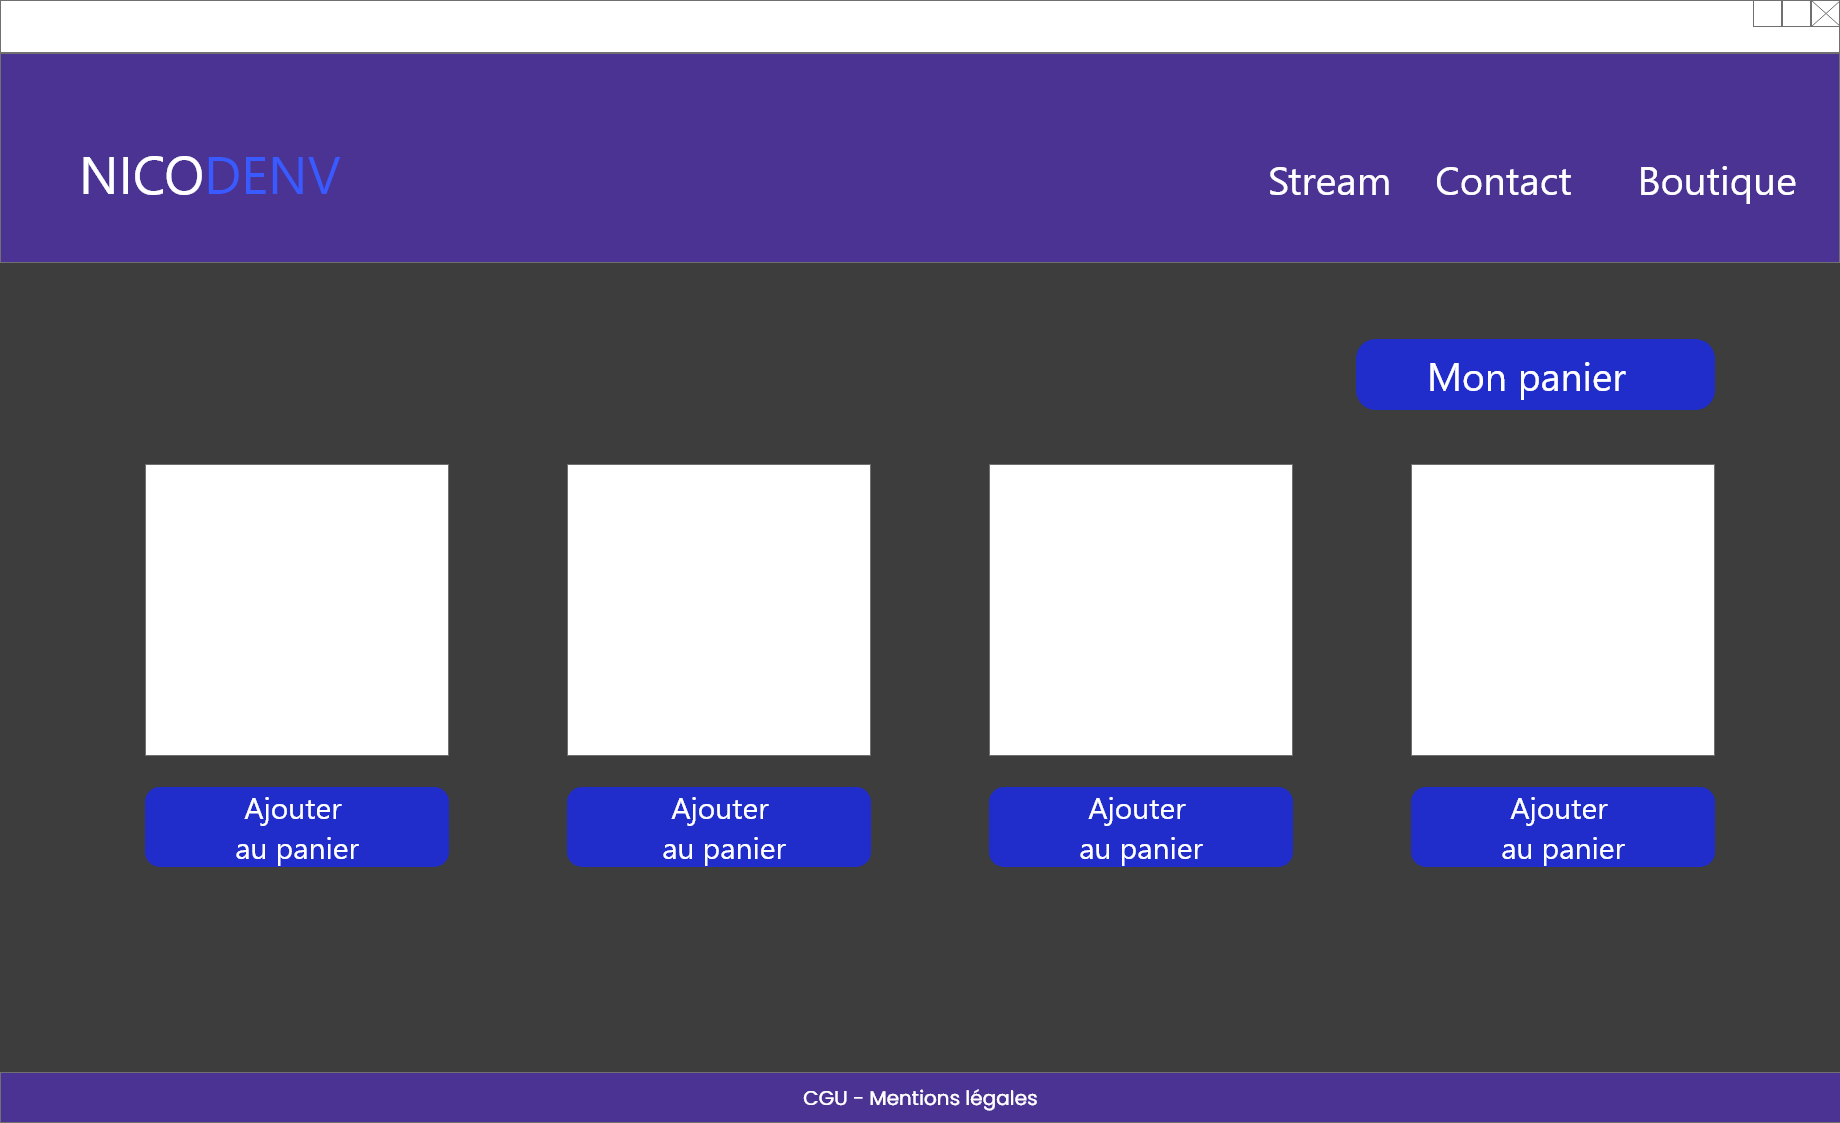 NICODENV
Stream Contact Boutique
Mon panier
Ajouter
au panier
Ajouter
au panier
Ajouter
au panier
Ajouter
au panier
CGU - Mentions légales